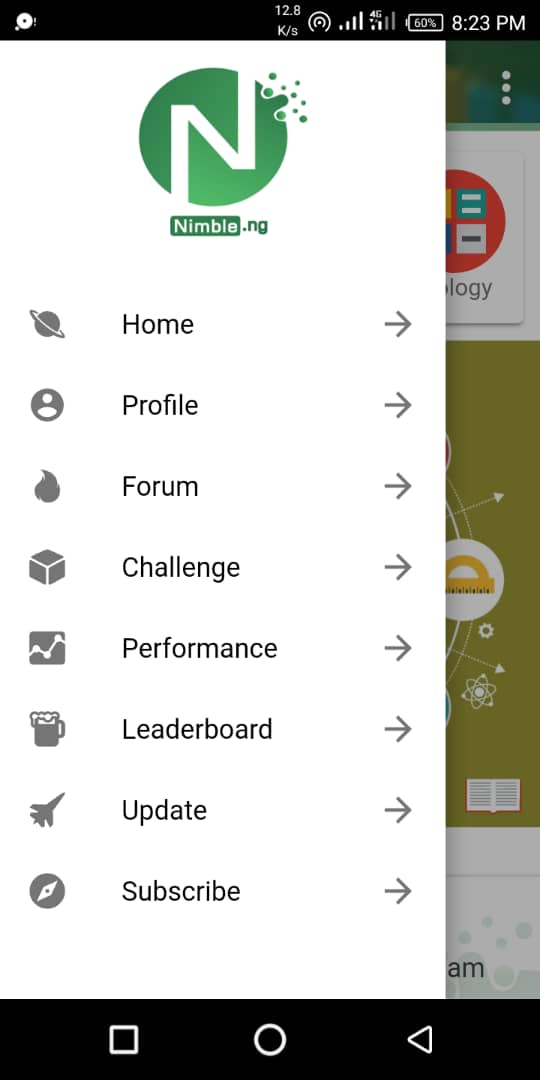 12.8
K/s
4G
60%
8:23 PM
N
Nimble.ng
ology
Home
Profile
Forum
Challenge
Performance
Leaderboard
Update
Subscribe
am